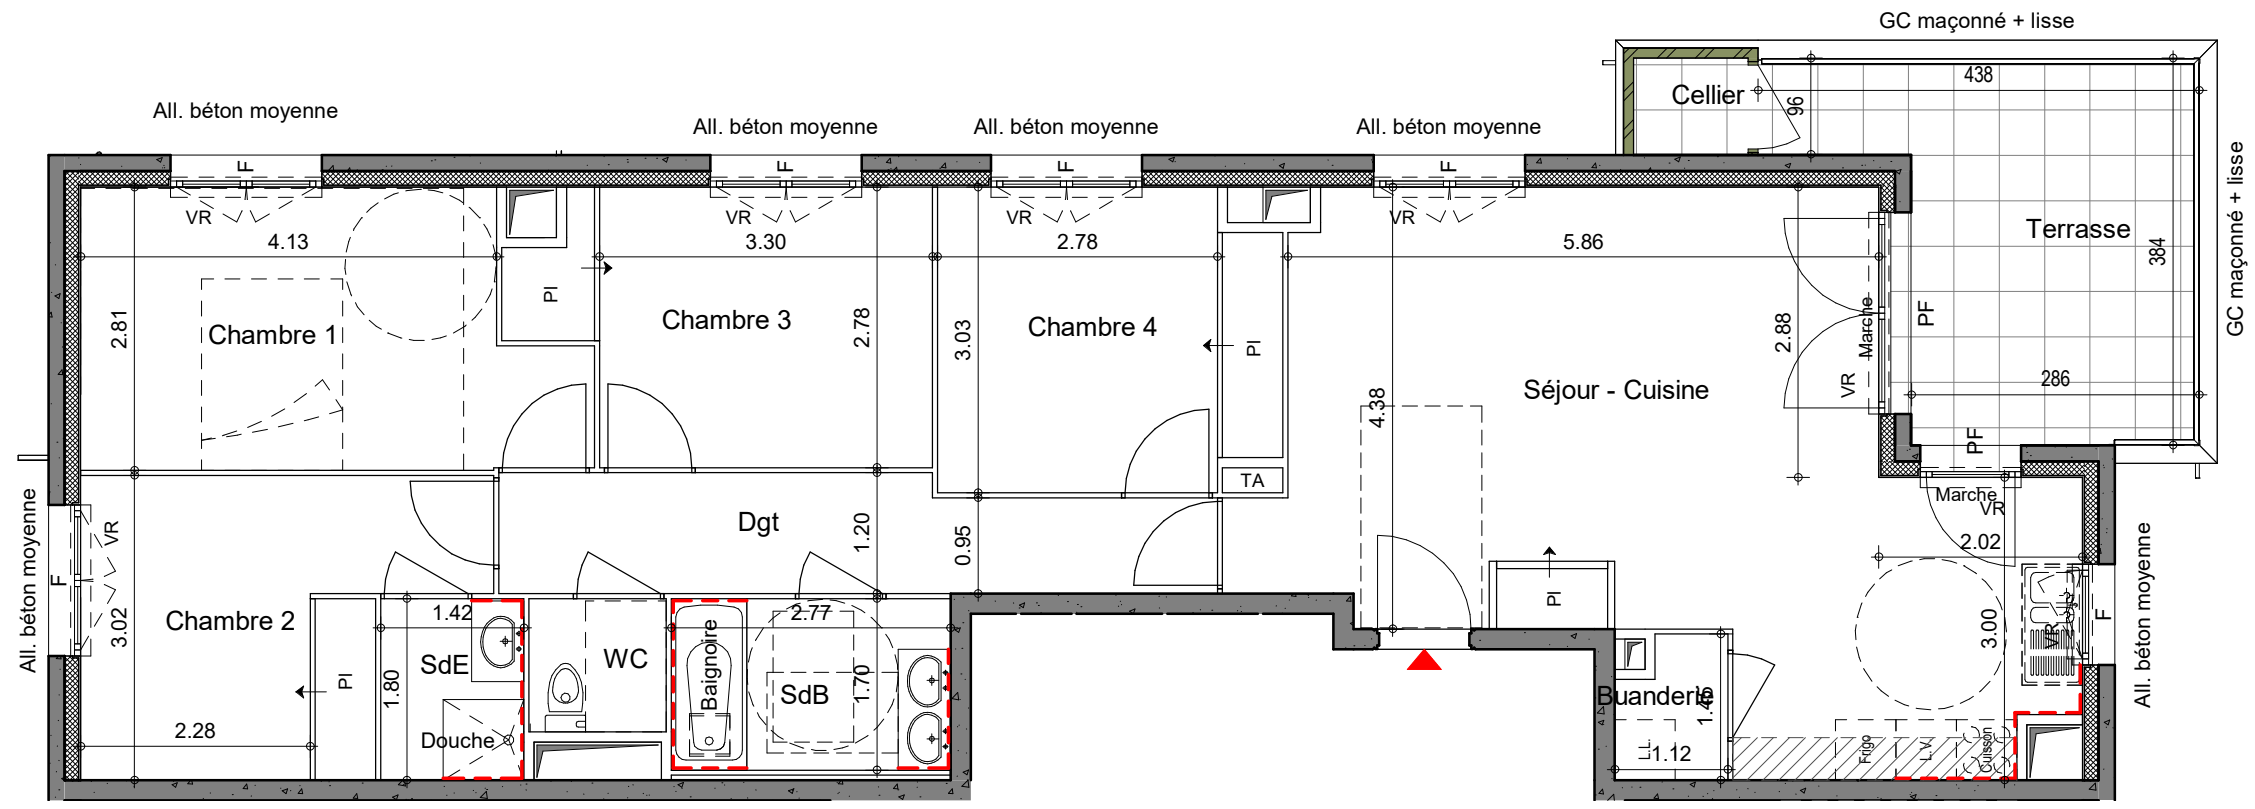 GC maçonné + lisse
438
Cellier
96
All. béton moyenne
All. béton moyenne
All. béton moyenne
All. béton moyenne
F
F
F
F
VR
VR
VR
VR
4.13
3.30
2.78
5.86
Terrasse
384
GC maçonné + lisse
PI
2.81
Chambre 1
Chambre 3
2.78
3.03
Chambre 4
PI
4.38
Séjour - Cuisine
2.88
Marche
VR
PF
286
PF
TA
Marche
VR
All. béton moyenne
F
VR
Dgt
1.20
0.95
2.02
PI
3.02
Chambre 2
2.28
PI
1.42
SdE
1.80
Douche
WC
Baignoire
2.77
SdB
1.70
3.00
VR
F
All. béton moyenne
Buanderie
1.45
L.L.
1.12
Frigo
L.V.
Cuisson